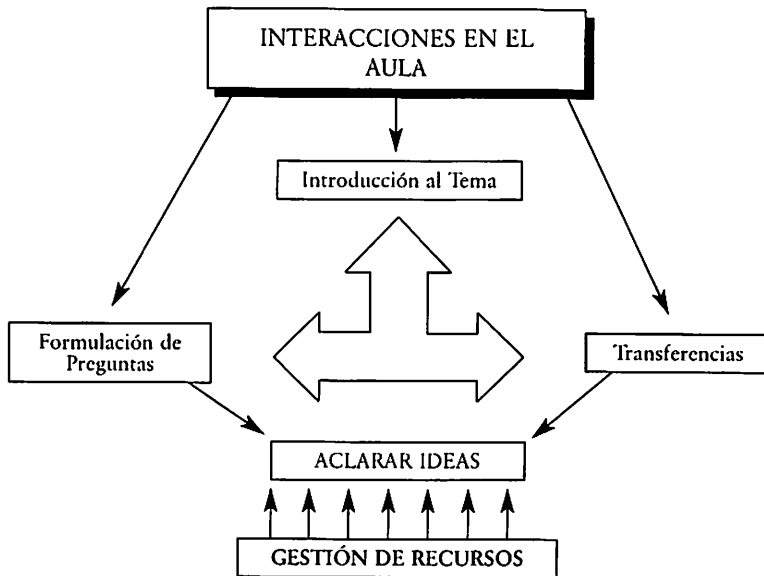 INTERACCIONES EN EL
AULA
Introducción al Tema
Formulación de
Preguntas
Transferencias
ACLARAR IDEAS
GESTIÓN DE RECURSOS